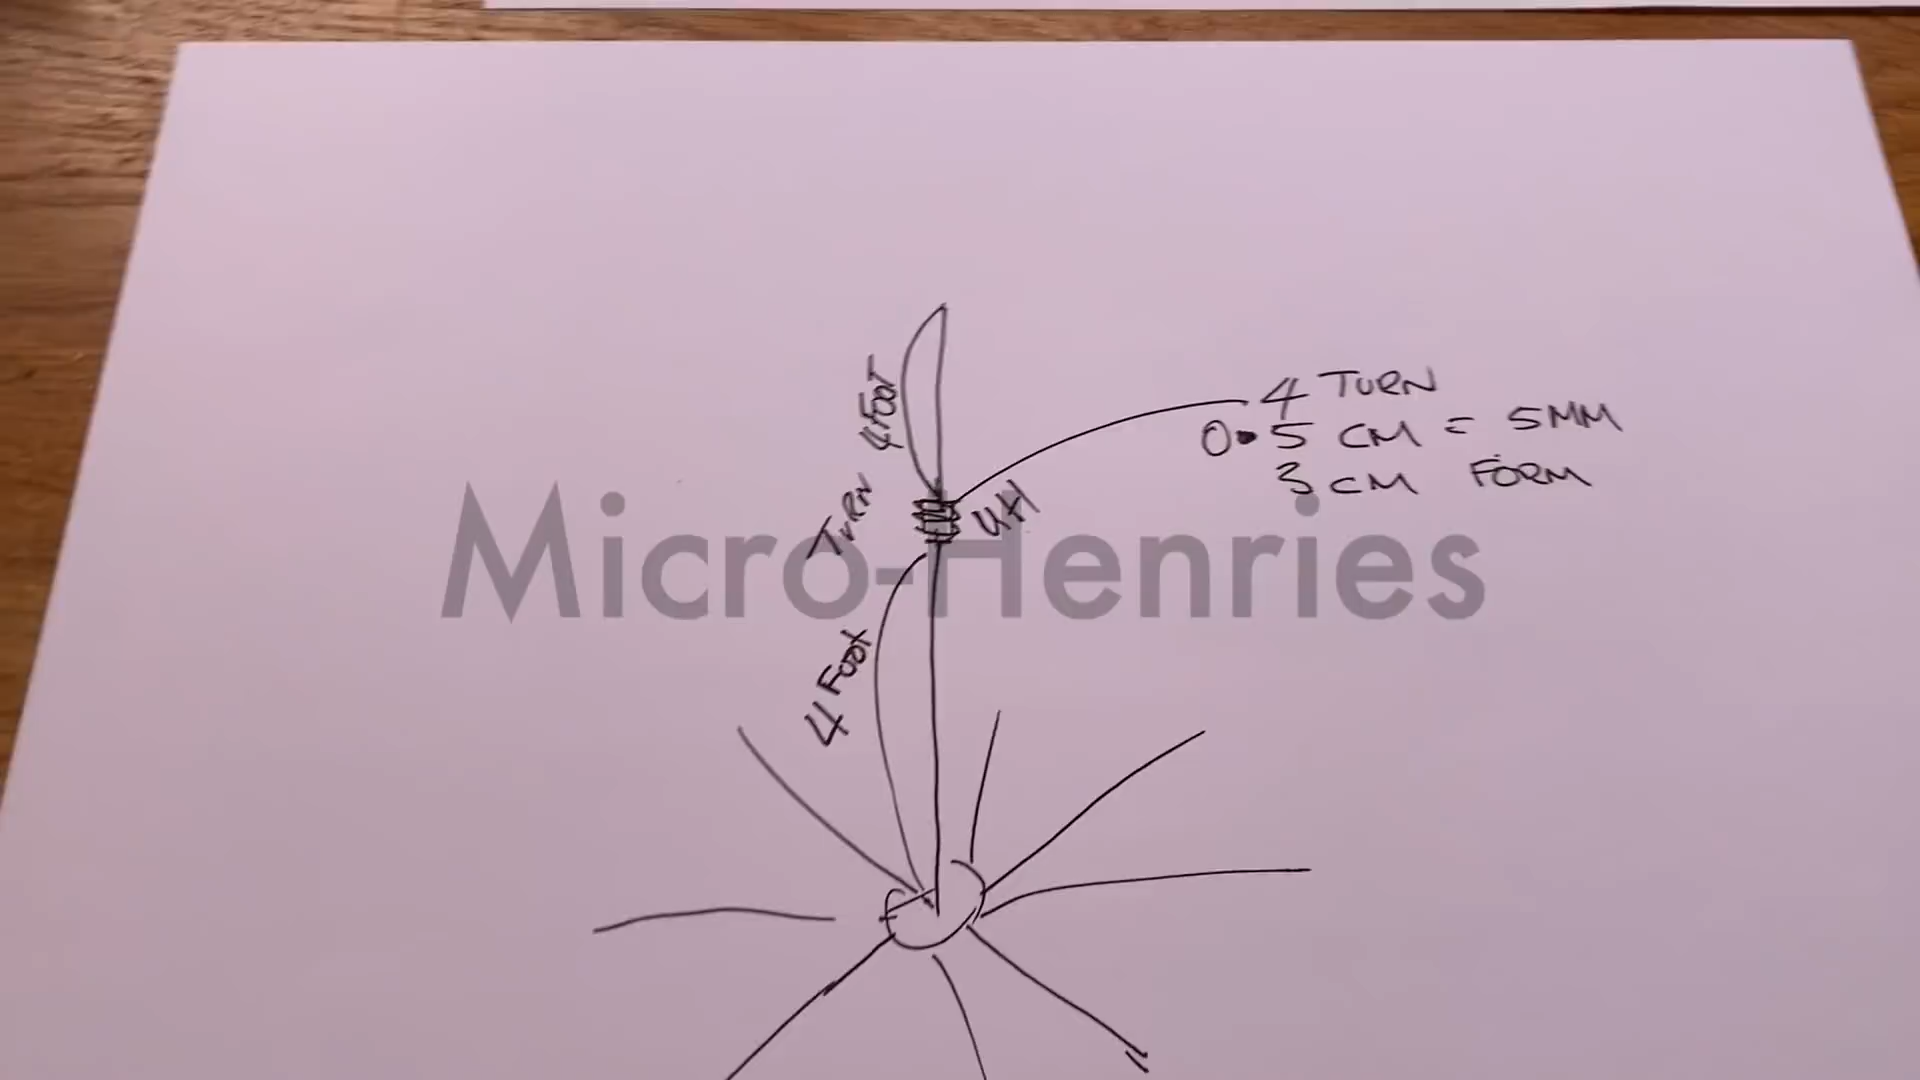 4 FOOT
4 TURN
0.5 CM = 5MM
3 CM FORM
TURN
UH
Micro-Henries
4 FOOT